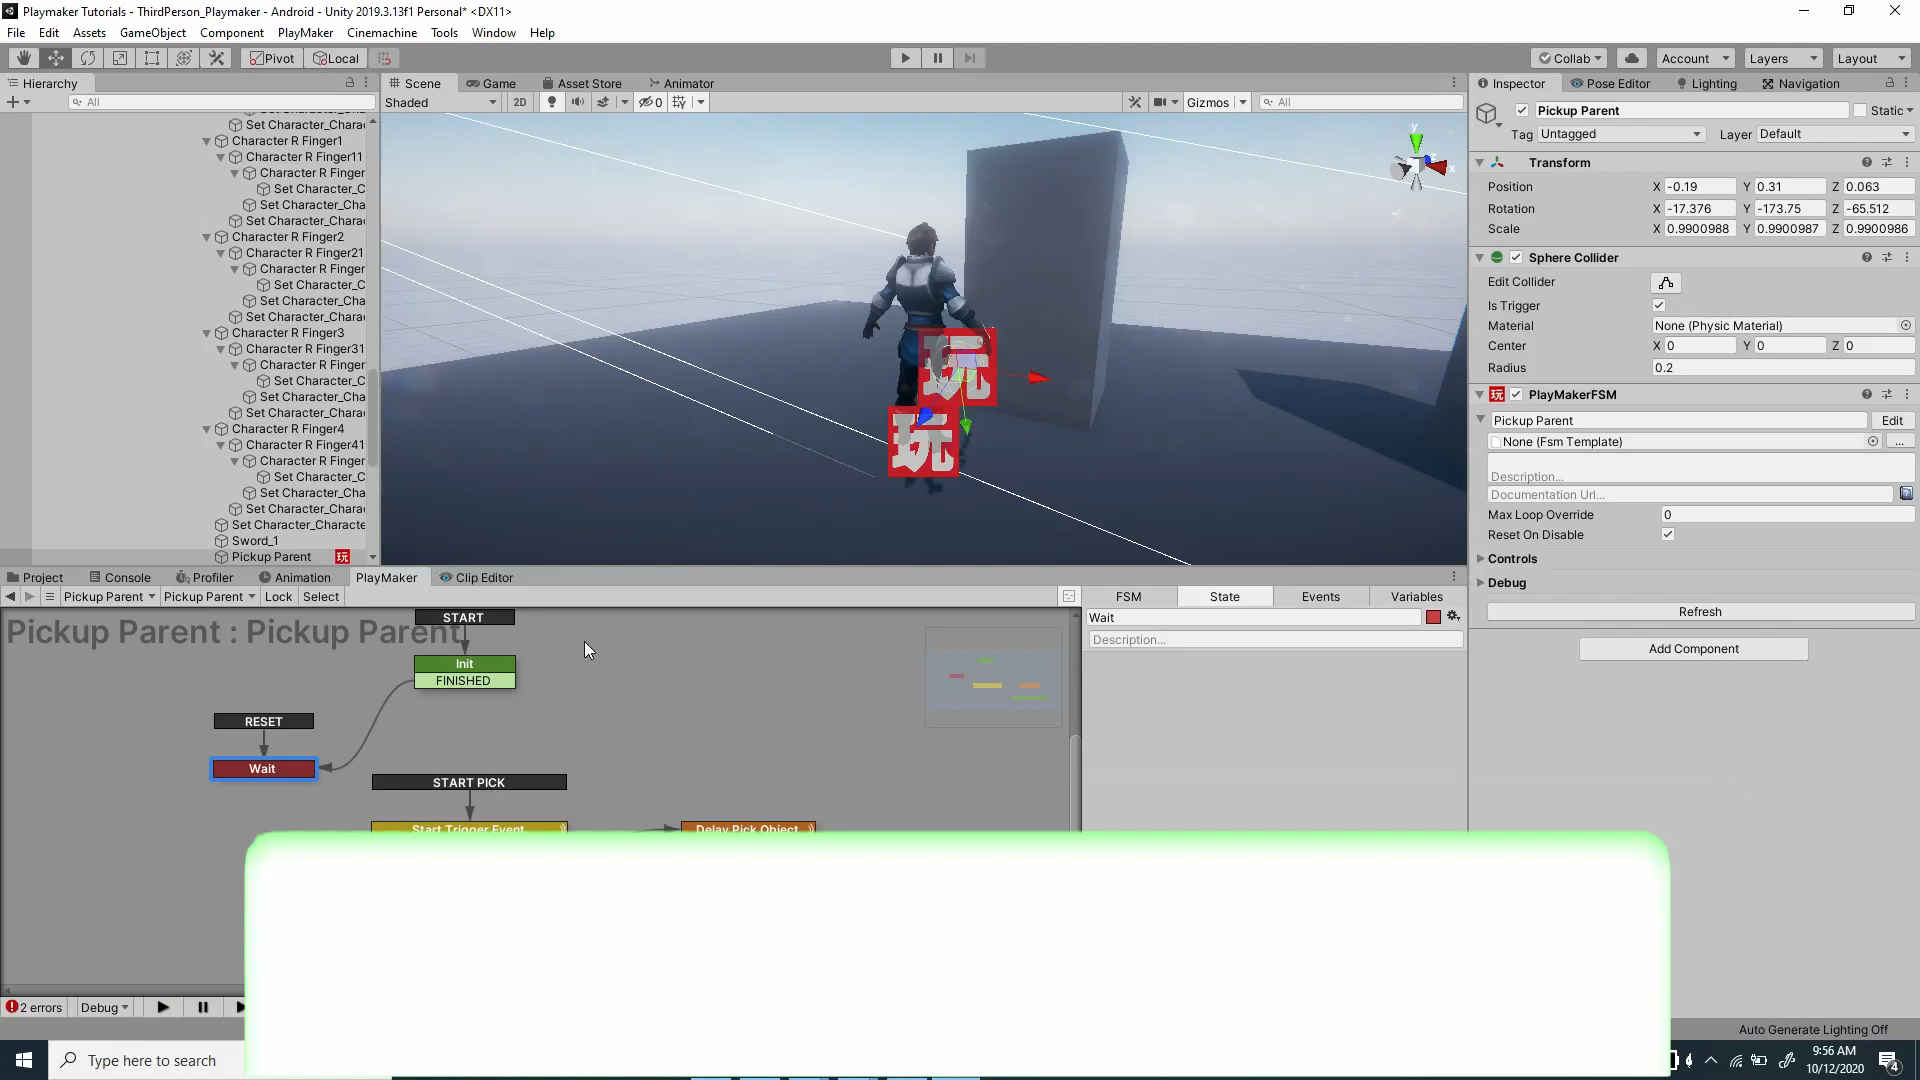 Playmaker Tutorials - ThirdPerson_Playmaker - Android - Unity 2019.3.13f1 Personal* <DX11>
File Edit Assets GameObject Component PlayMaker Cinemachine Tools Window Help
Pivot Local Collab Account Layers Layout
Hierarchy
All
Set Character_Chara
Character R Finger1
Character R Finger11
Character R Finger
Set Character_C
Set Character_Cha
Set Character_Charac
Character R Finger2
Character R Finger21
Character R Finger
Set Character_C
Set Character_Cha
Set Character_Charac
Character R Finger3
Character R Finger31
Character R Finger
Set Character_C
Set Character_Cha
Set Character_Charac
Character R Finger4
Character R Finger41
Character R Finger
Set Character_C
Set Character_Cha
Set Character_Charac
Set Character_Characte
Sword_1
Pickup Parent 玩
Scene Game Asset Store Animator
Shaded 2D 0 Gizmos All
y
x
玩
玩
Inspector Pose Editor Lighting Navigation
Pickup Parent Static
Tag Untagged Layer Default
Transform
Position X -0.19 Y 0.31 Z 0.063
Rotation X -17.376 Y -173.75 Z -65.512
Scale X 0.9900988 Y 0.9900987 Z 0.9900986
Sphere Collider
Edit Collider
Is Trigger
Material None (Physic Material)
Center X 0 Y 0 Z 0
Radius 0.2
玩 PlayMakerFSM
Pickup Parent Edit
None (Fsm Template) ...
Description...
Documentation Url...
Max Loop Override 0
Reset On Disable
Controls
Debug
Refresh
Add Component
Project Console Profiler Animation PlayMaker Clip Editor
Pickup Parent Pickup Parent Lock Select
Pickup Parent : Pickup Parent
START
Init
FINISHED
RESET
Wait
START PICK
Start Trigger Event
Delay Pick Object
FSM State Events Variables
Wait
Description...
2 errors Debug
Auto Generate Lighting Off
Type here to search
9:56 AM
10/12/2020
4